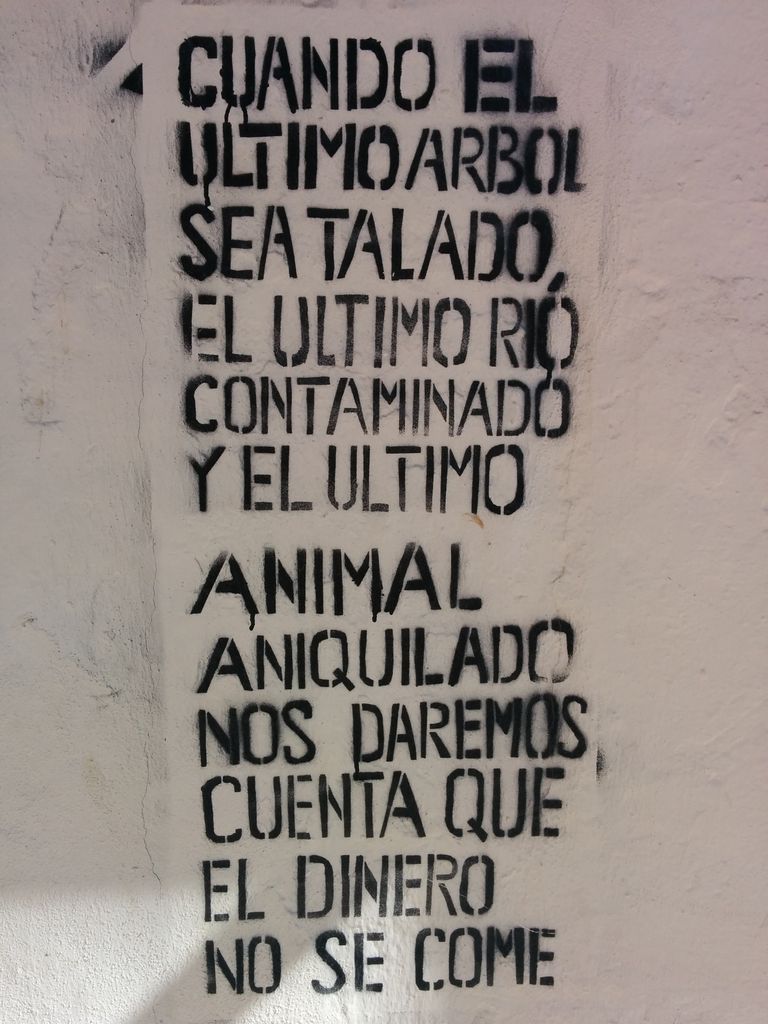 CUANDO EL
ULTIMO ARBOL
SEA TALADO,
EL ULTIMO RIO
CONTAMINADO
Y EL ULTIMO
ANIMAL
ANIQUILADO
NOS DAREMOS
CUENTA QUE
EL DINERO
NO SE COME